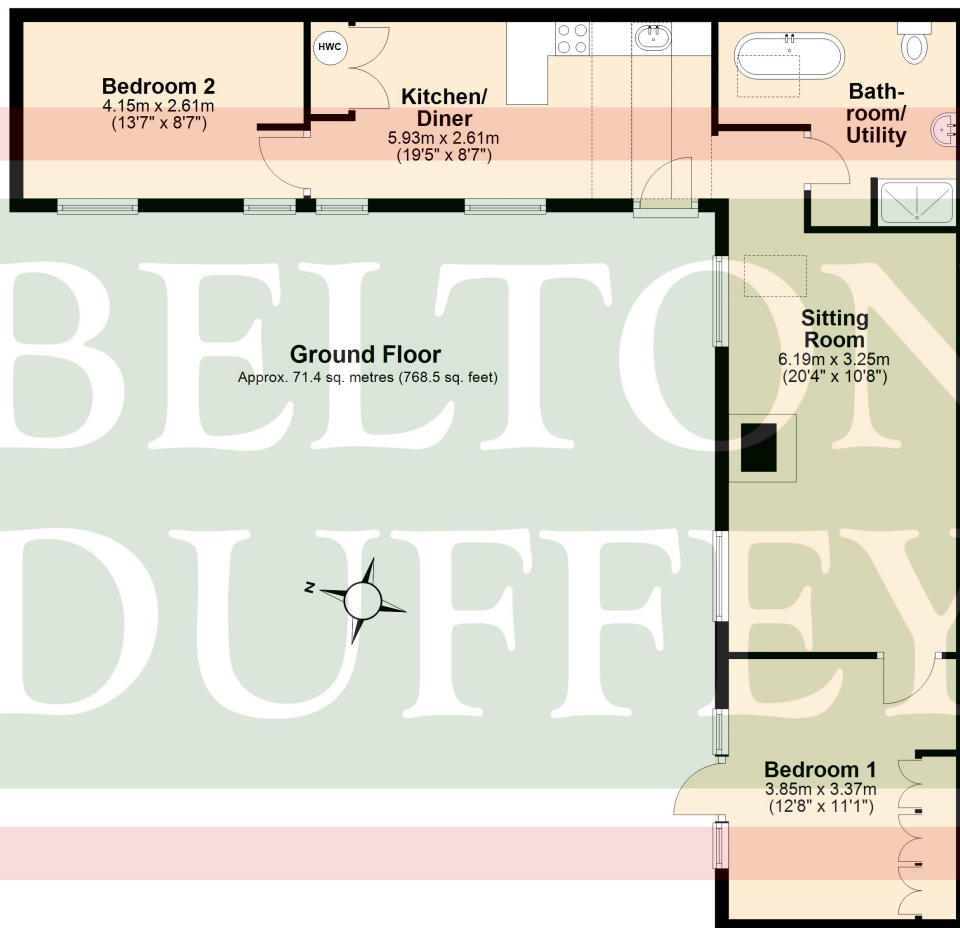 HWC
Bedroom 2
4.15m x 2.61m
(13'7" x 8'7")
Kitchen/
Diner
5.93m x 2.61m
(19'5" x 8'7")
Bath-
room/
Utility
BELTON
Ground Floor
Approx. 71.4 sq. metres (768.5 sq. feet)
Sitting
Room
6.19m x 3.25m
(20'4" x 10'8")
DUFFEY
N
Bedroom 1
3.85m x 3.37m
(12'8" x 11'1")